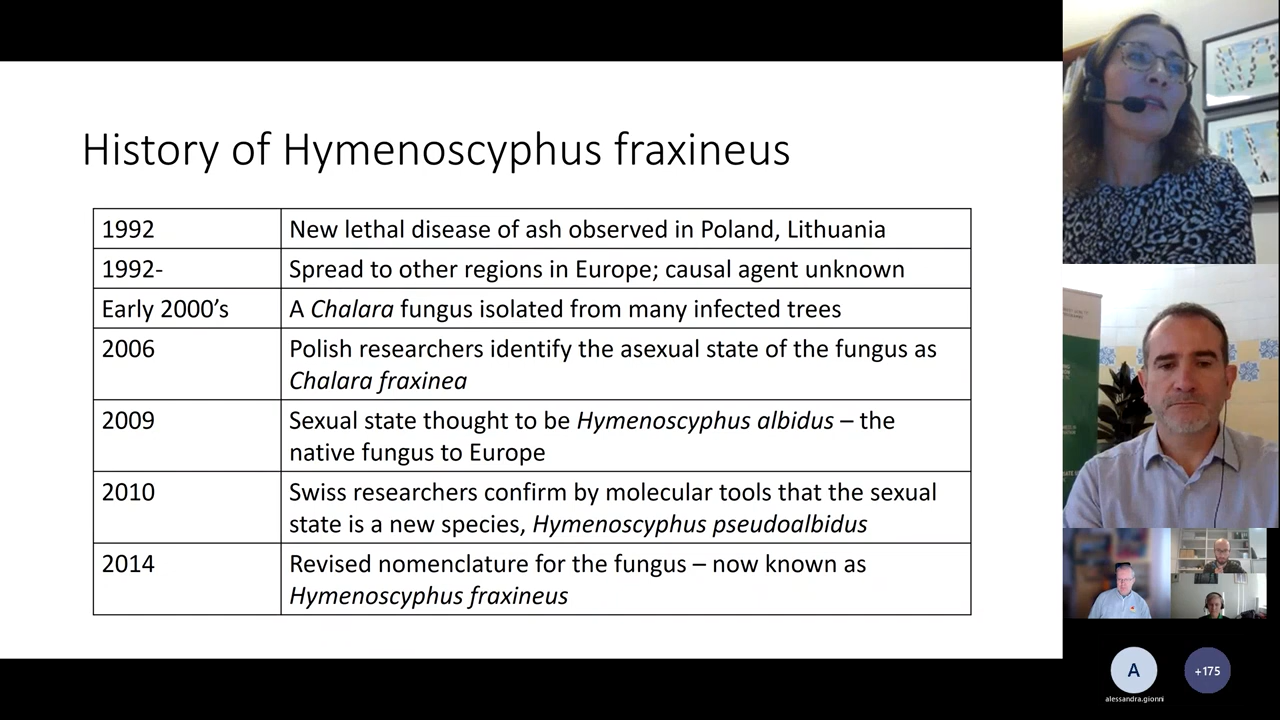 History of Hymenoscyphus fraxineus
1992
New lethal disease of ash observed in Poland, Lithuania
1992-
Spread to other regions in Europe; causal agent unknown
Early 2000’s
A Chalara fungus isolated from many infected trees
2006
Polish researchers identify the asexual state of the fungus as
Chalara fraxinea
2009
Sexual state thought to be Hymenoscyphus albidus – the
native fungus to Europe
2010
Swiss researchers confirm by molecular tools that the sexual
state is a new species, Hymenoscyphus pseudoalbidus
2014
Revised nomenclature for the fungus – now known as
Hymenoscyphus fraxineus
A
+175
alessandra.gionni